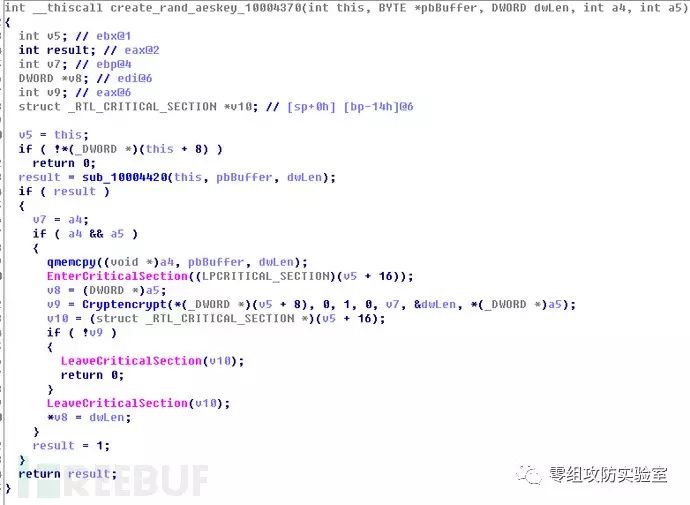 int __thiscall create_rand_aeskey_10004370(int this, BYTE *pbBuffer, DWORD dwLen, int a4, int a5)
{
int v5; // ebx@1
int result; // eax@2
int v7; // ebp@4
DWORD *v8; // edi@6
int v9; // eax@6
struct _RTL_CRITICAL_SECTION *v10; // [sp+0h] [bp-14h]@6
v5 = this;
if ( !*(_DWORD *)(this + 8) )
return 0;
result = sub_10004420(this, pbBuffer, dwLen);
if ( result )
{
v7 = a4;
if ( a4 && a5 )
{
qmemcpy((void *)a4, pbBuffer, dwLen);
EnterCriticalSection((LPCRITICAL_SECTION)(v5 + 16));
v8 = (DWORD *)a5;
v9 = Cryptencrypt(*(_DWORD *)(v5 + 8), 0, 1, 0, v7, &dwLen, *(_DWORD *)a5);
v10 = (struct _RTL_CRITICAL_SECTION *)(v5 + 16);
if ( !v9 )
{
LeaveCriticalSection(v10);
return 0;
}
LeaveCriticalSection(v10);
*v8 = dwLen;
}
result = 1;
}
return result;
}
REEBUF
零组攻防实验室